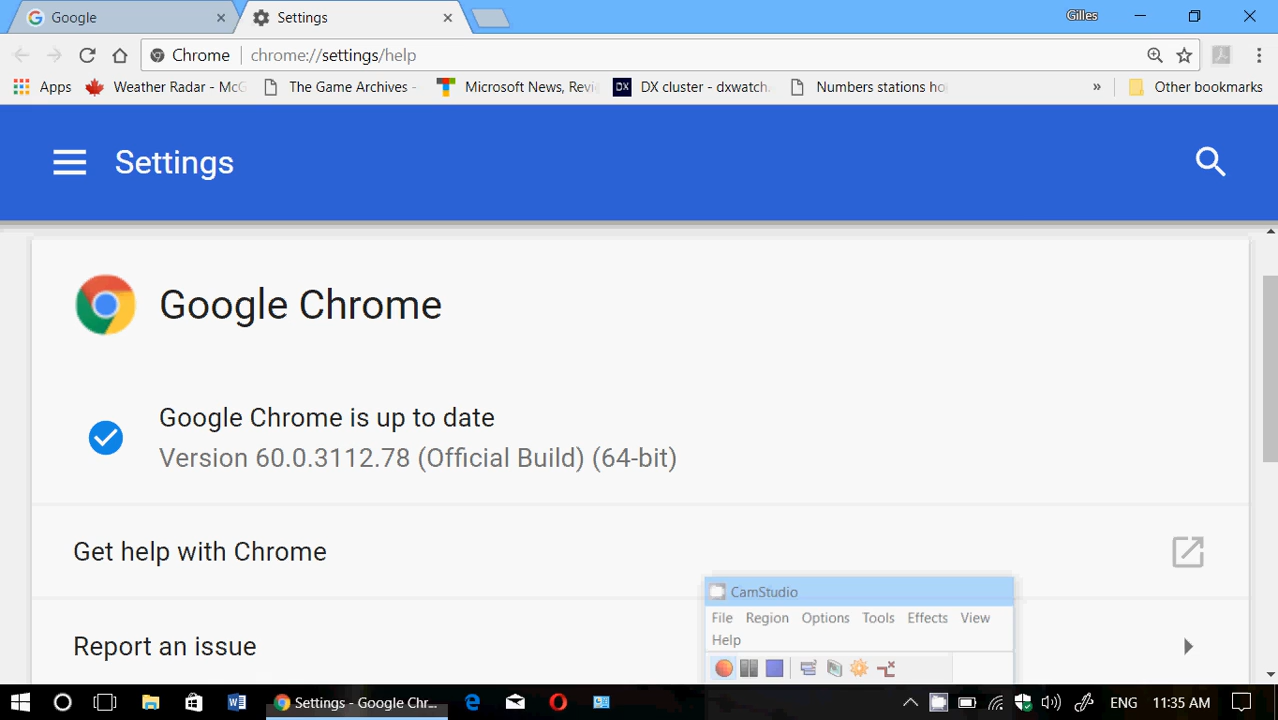 Google
Settings
Gilles
Chrome
chrome://settings/help
Apps
Weather Radar - McG
The Game Archives -
Microsoft News, Revi
DX
DX cluster - dxwatch.
Numbers stations ho
»
Other bookmarks
Settings
Google Chrome
Google Chrome is up to date
Version 60.0.3112.78 (Official Build) (64-bit)
Get help with Chrome
CamStudio
File Region Options Tools Effects View
Help
Report an issue
Settings - Google Chr...
ENG
11:35 AM